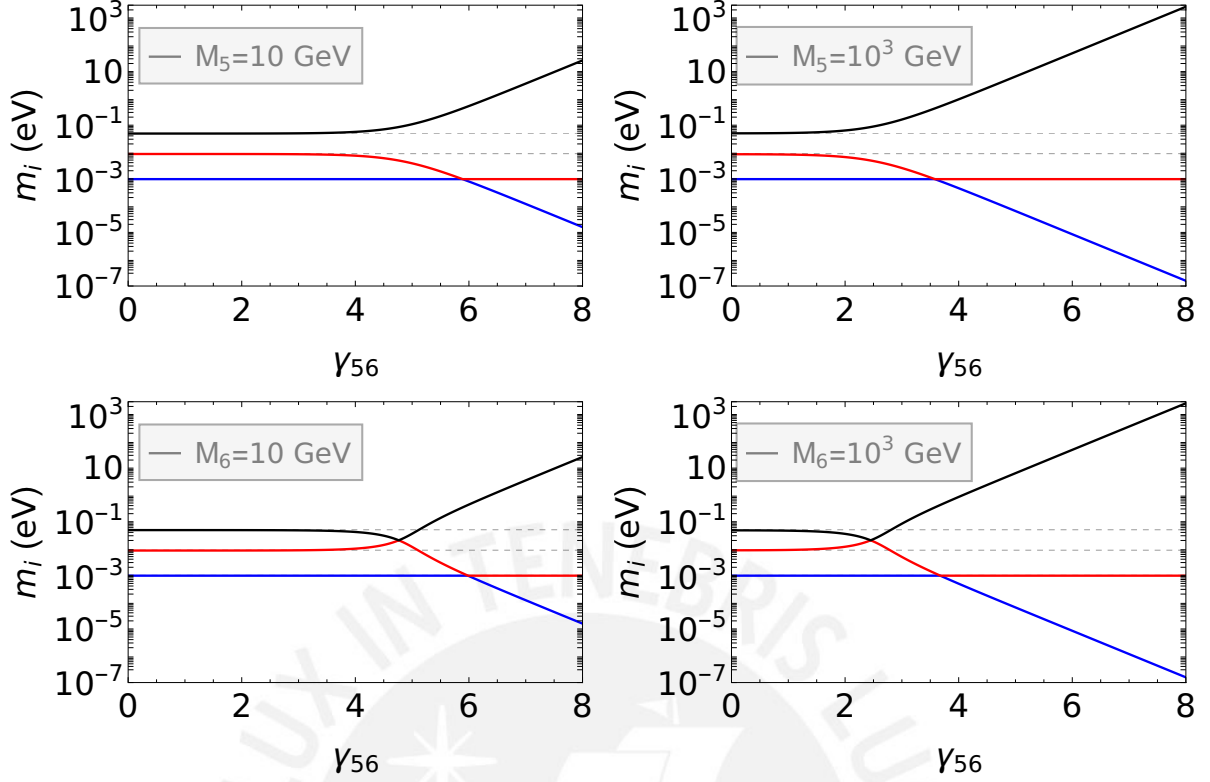 10³
10
10⁻¹
10⁻³
10⁻⁵
10⁻⁷
mᵢ (eV)
M₅=10 GeV
0 2 4 6 8
γ₅₆
10³
10
10⁻¹
10⁻³
10⁻⁵
10⁻⁷
mᵢ (eV)
M₅=10³ GeV
0 2 4 6 8
γ₅₆
10³
10
10⁻¹
10⁻³
10⁻⁵
10⁻⁷
mᵢ (eV)
M₆=10 GeV
0 2 4 6 8
γ₅₆
10³
10
10⁻¹
10⁻³
10⁻⁵
10⁻⁷
mᵢ (eV)
M₆=10³ GeV
0 2 4 6 8
γ₅₆
UX IN TENEBRIS LU